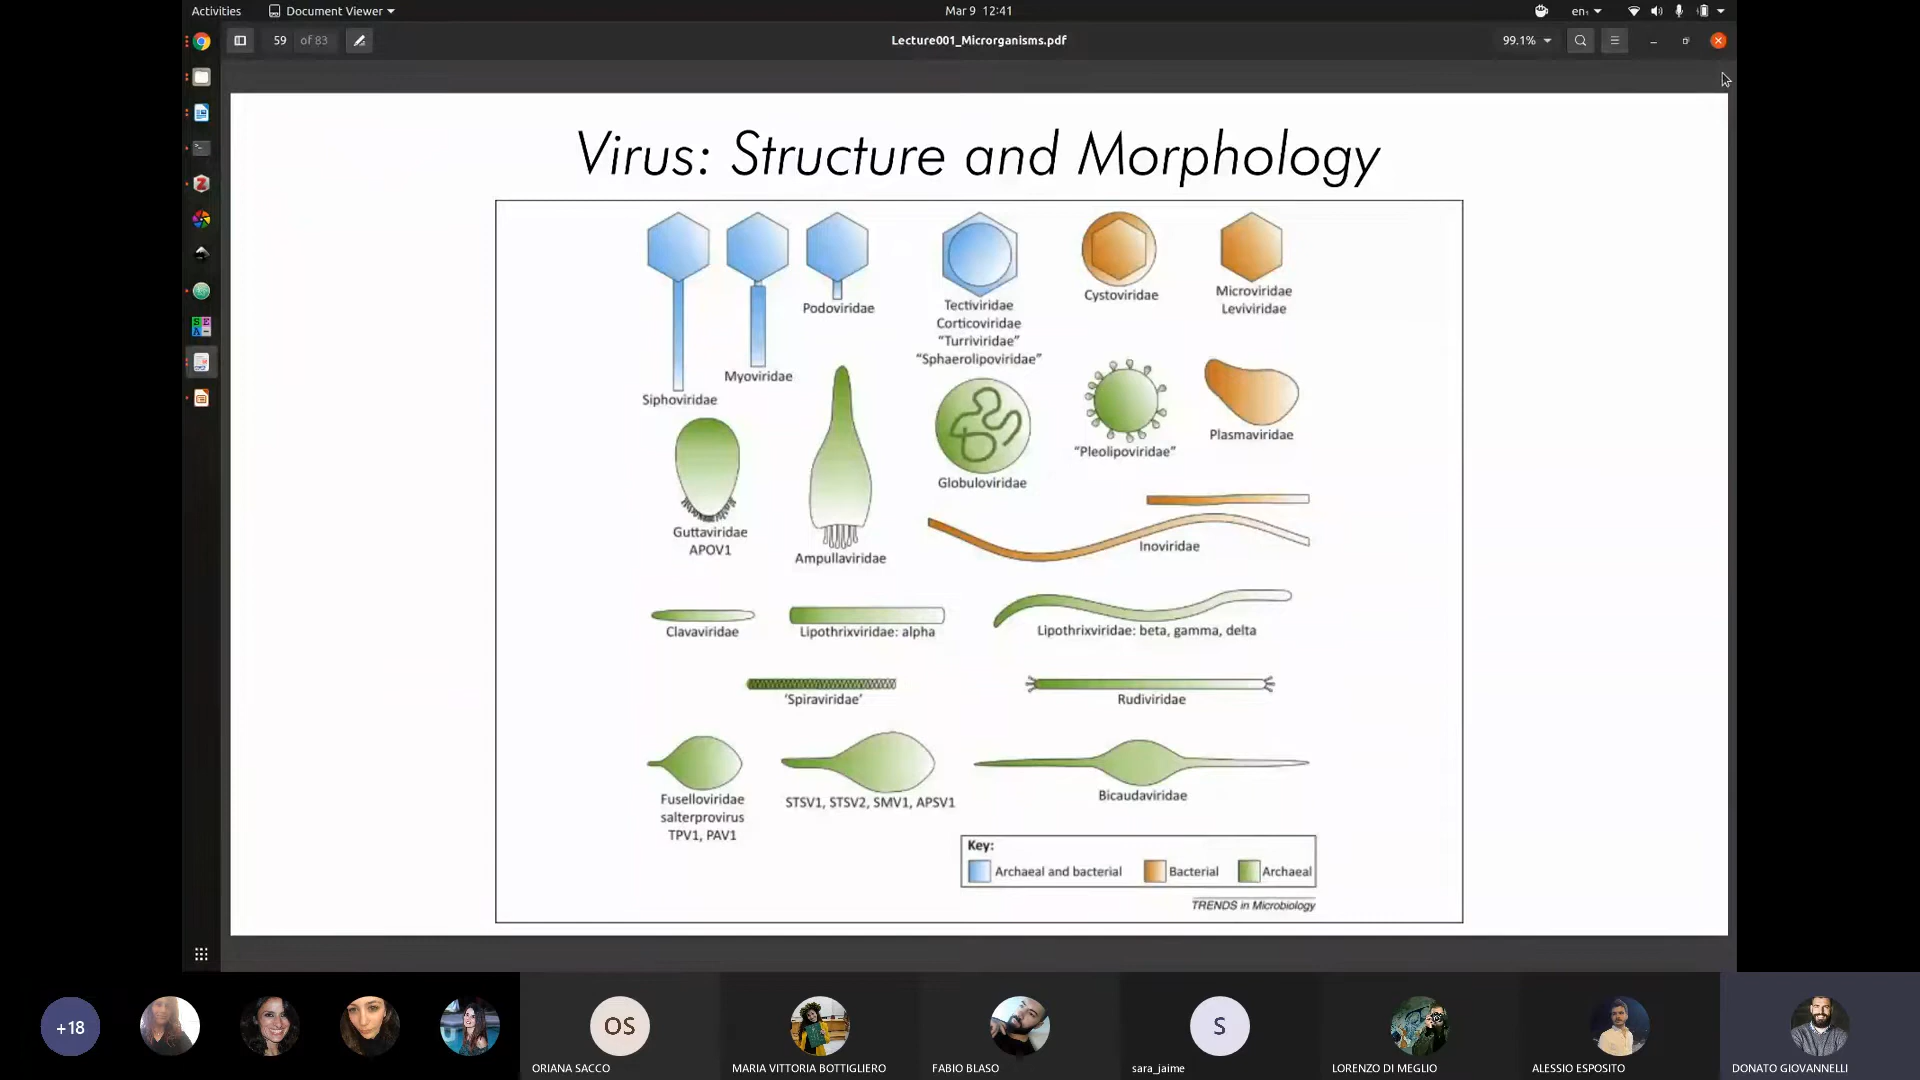 Activities
Document Viewer
Mar 9 12:41
en₁
59 of 83
Lecture001_Microrganisms.pdf
99.1%
Virus: Structure and Morphology
Siphoviridae
Myoviridae
Podoviridae
Tectiviridae
Corticoviridae
“Turriviridae”
“Sphaerolipoviridae”
Cystoviridae
Microviridae
Leviviridae
Guttaviridae
APOV1
Ampullaviridae
Globuloviridae
“Pleolipoviridae”
Plasmaviridae
Inoviridae
Clavaviridae
Lipothrixviridae: alpha
Lipothrixviridae: beta, gamma, delta
‘Spiraviridae’
Rudiviridae
Fuselloviridae
salterprovirus
TPV1, PAV1
STSV1, STSV2, SMV1, APSV1
Bicaudaviridae
Key:
Archaeal and bacterial
Bacterial
Archaeal
TRENDS in Microbiology
+18
OS
S
ORIANA SACCO
MARIA VITTORIA BOTTIGLIERO
FABIO BLASO
sara_jaime
LORENZO DI MEGLIO
ALESSIO ESPOSITO
DONATO GIOVANNELLI